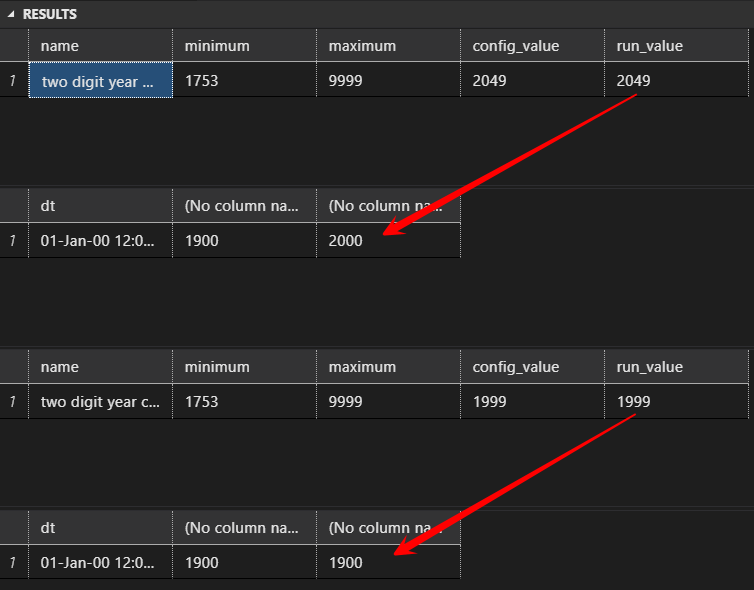 RESULTS
name minimum maximum config_value run_value
1 two digit year ... 1753 9999 2049 2049
dt (No column na... (No column na...
1 01-Jan-00 12:0... 1900 2000
name minimum maximum config_value run_value
1 two digit year c... 1753 9999 1999 1999
dt (No column na... (No column na...
1 01-Jan-00 12:0... 1900 1900